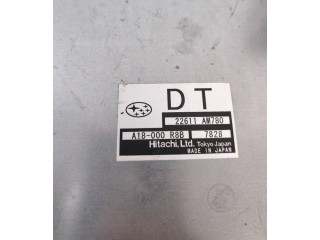 DT
22611 AM780
A18-000 R8B 7828
Hitachi, Ltd. Tokyo Japan
MADE IN JAPAN